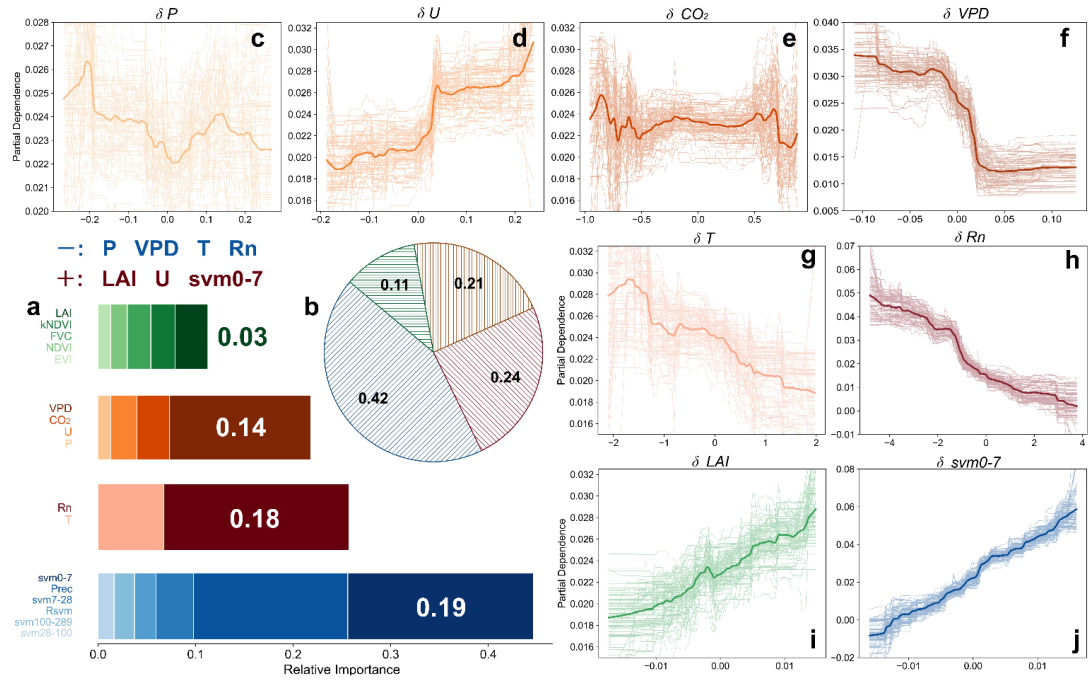 δ P
δ U
δ CO₂
δ VPD
c
d
e
f
Partial Dependence
0.028
0.027
0.026
0.025
0.024
0.023
0.022
0.021
0.020
−0.2 −0.1 0.0 0.1 0.2
0.032
0.030
0.028
0.026
0.024
0.022
0.020
0.018
0.016
−0.2 −0.1 0.0 0.1 0.2
0.032
0.030
0.028
0.026
0.024
0.022
0.020
0.018
0.016
−1.0 −0.5 0.0 0.5
0.040
0.035
0.030
0.025
0.020
0.015
0.010
0.005
−0.10 −0.05 0.00 0.05 0.10
−: P VPD T Rn
+: LAI U svm0-7
a
LAI
kNDVI
FVC
NDVI
EVI
0.03
VPD
CO₂
U
P
0.14
Rn
T
0.18
svm0-7
Prec
svm7-28
Rsvm
svm100-289
svm28-100
0.19
0.0 0.1 0.2 0.3 0.4
Relative Importance
b
0.11
0.21
0.24
0.42
δ T
δ Rn
g
h
Partial Dependence
0.032
0.030
0.028
0.026
0.024
0.022
0.020
0.018
0.016
−2 −1 0 1 2
0.07
0.06
0.05
0.04
0.03
0.02
0.01
0.00
−0.01
−4 −2 0 2 4
δ LAI
δ svm0-7
Partial Dependence
0.032
0.030
0.028
0.026
0.024
0.022
0.020
0.018
0.016
−0.01 0.00 0.01
i
0.08
0.06
0.04
0.02
0.00
−0.02
−0.01 0.00 0.01
j